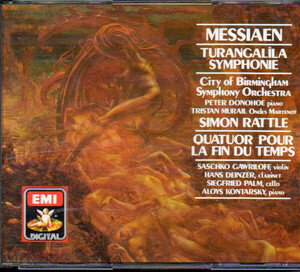 MESSIAEN
TURANGALÎLA
SYMPHONIE
City of Birmingham
Symphony Orchestra
PETER DONOHOE piano
TRISTAN MURAIL Ondes Martenot
SIMON RATTLE
QUATUOR POUR
LA FIN DU TEMPS
SASCHKO GAWRILOFF, violin
HANS DEINZER, clarinet
SIEGFRIED PALM, cello
ALOYS KONTARSKY, piano
EMI
DIGITAL